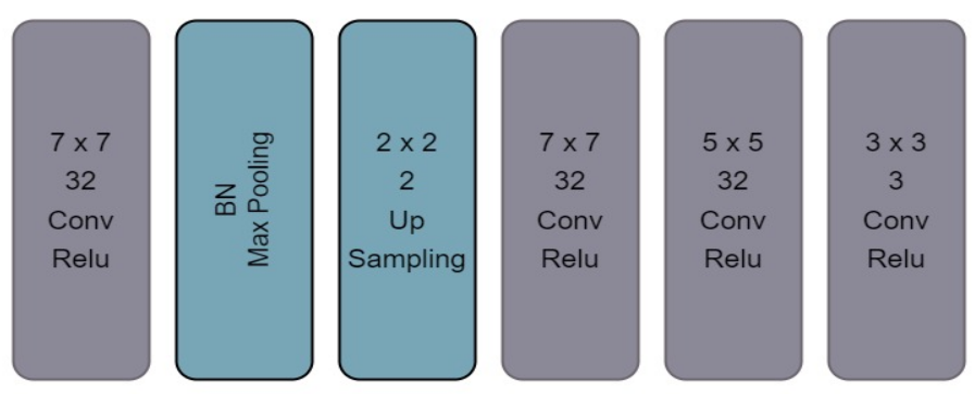 7 x 7
32
Conv
Relu
BN
Max Pooling
2 x 2
2
Up
Sampling
7 x 7
32
Conv
Relu
5 x 5
32
Conv
Relu
3 x 3
3
Conv
Relu